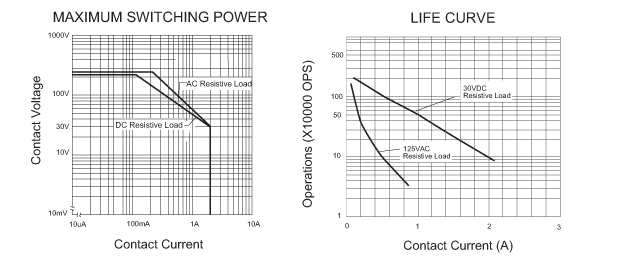 MAXIMUM SWITCHING POWER
1000V
100V
30V
10V
10mV
10uA
100mA
1A
10A
AC Resistive Load
DC Resistive Load
Contact Voltage
Contact Current
LIFE CURVE
500
100
50
10
1
0
1
2
3
30VDC
Resistive Load
125VAC
Resistive Load
Operations (X10000 OPS)
Contact Current (A)